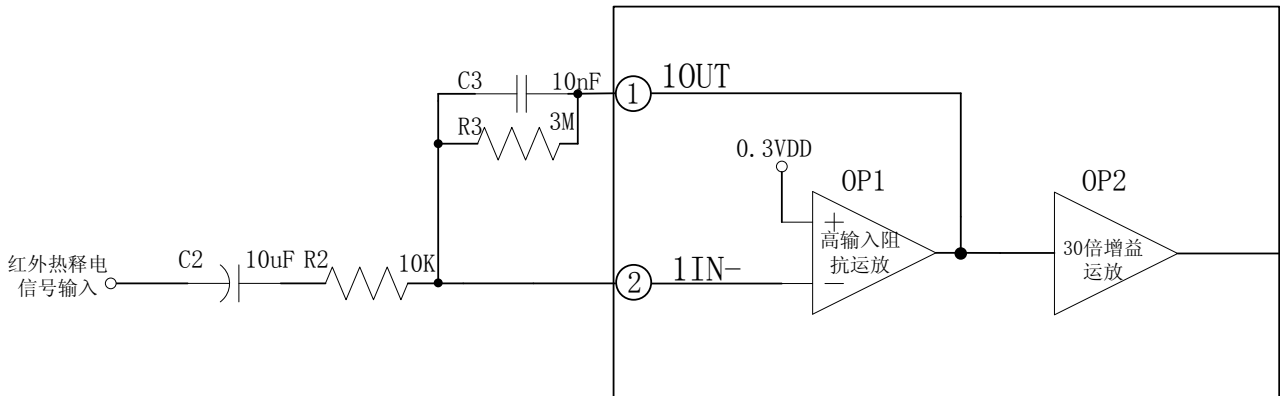 C3 10nF
① 1OUT
R3 3M
0.3VDD
OP1
OP2
+
高输入阻
抗运放
-
30倍增益
运放
红外热释电
信号输入
C2 10uF R2 10K
② 1IN-